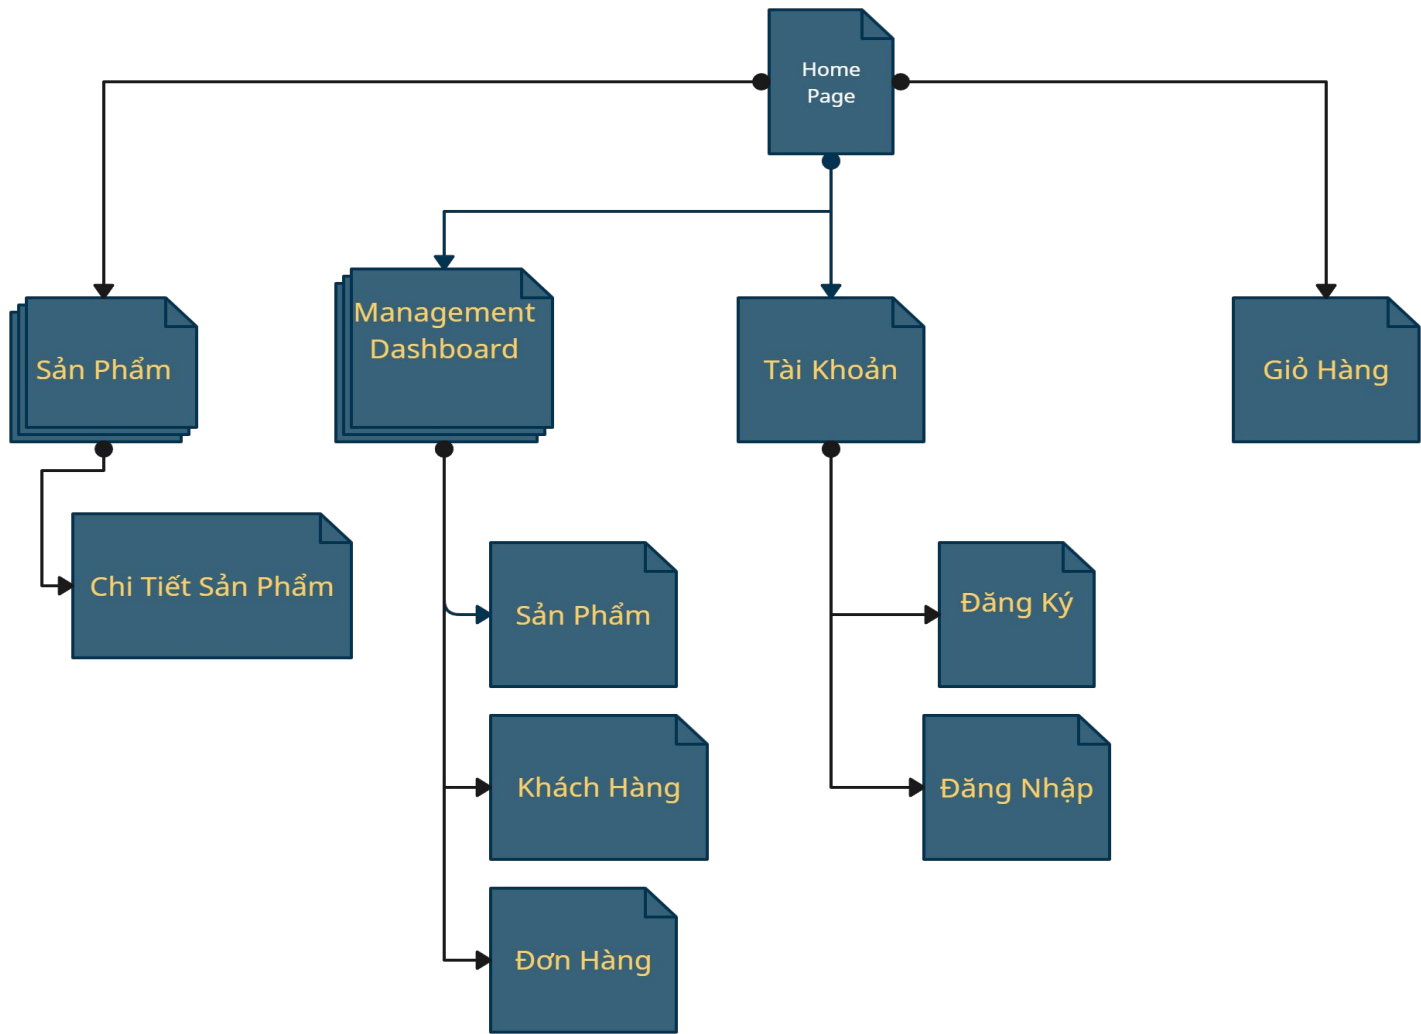 Home
Page
Sản Phẩm
Management
Dashboard
Tài Khoản
Giỏ Hàng
Chi Tiết Sản Phẩm
Sản Phẩm
Khách Hàng
Đơn Hàng
Đăng Ký
Đăng Nhập